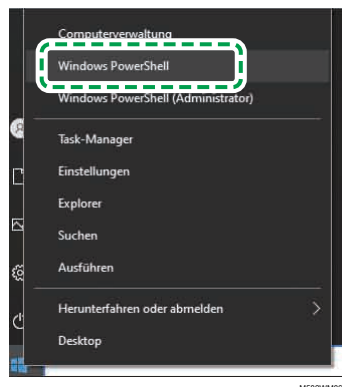 Computerverwaltung
Windows PowerShell
Windows PowerShell (Administrator)
Task-Manager
Einstellungen
Explorer
Suchen
Ausführen
Herunterfahren oder abmelden
Desktop